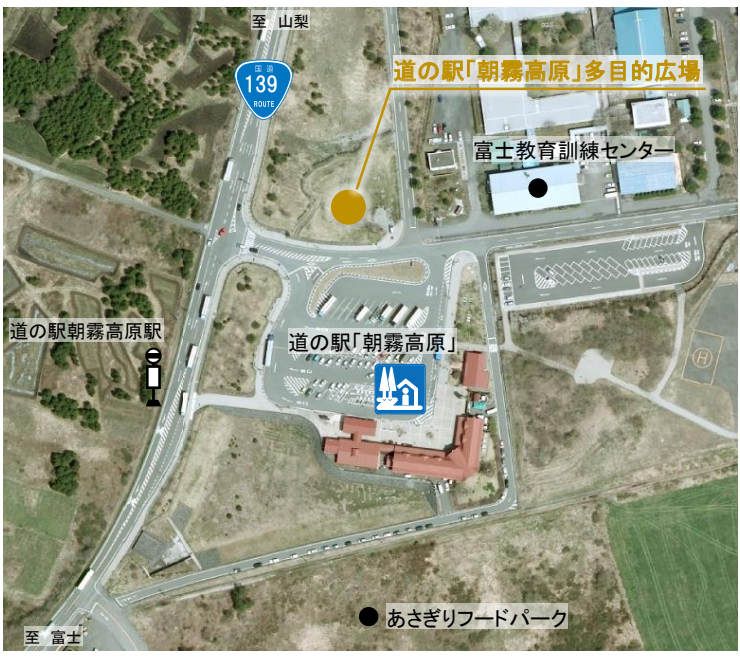 至 山梨
国道
139
ROUTE
道の駅「朝霧高原」多目的広場
富士教育訓練センター
道の駅朝霧高原駅
道の駅「朝霧高原」
H
あさぎりフードパーク
至 富士